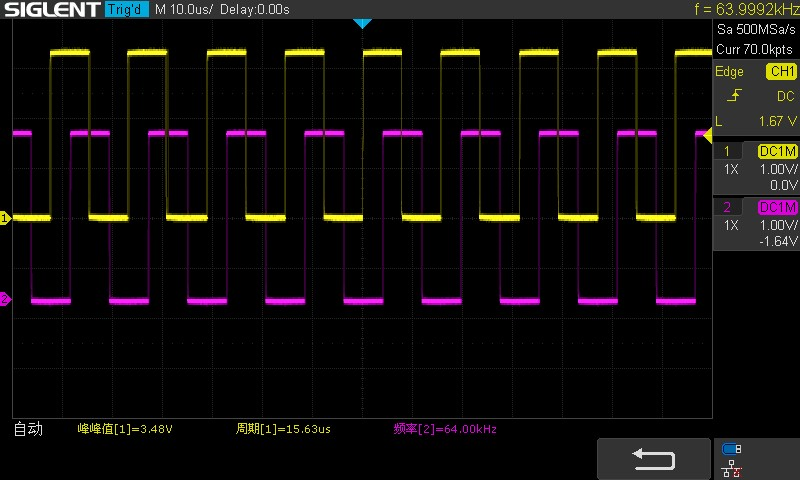 SIGLENT Trig'd M 10.0us/ Delay:0.00s f = 63.9992kHz
Sa 500MSa/s
Curr 70.0kpts
Edge CH1
DC
L 1.67 V
1 DC1M
1X 1.00V/
0.0V
2 DC1M
1X 1.00V/
-1.64V
1
2
自动 峰峰值[1]=3.48V 周期[1]=15.63us 频率[2]=64.00kHz